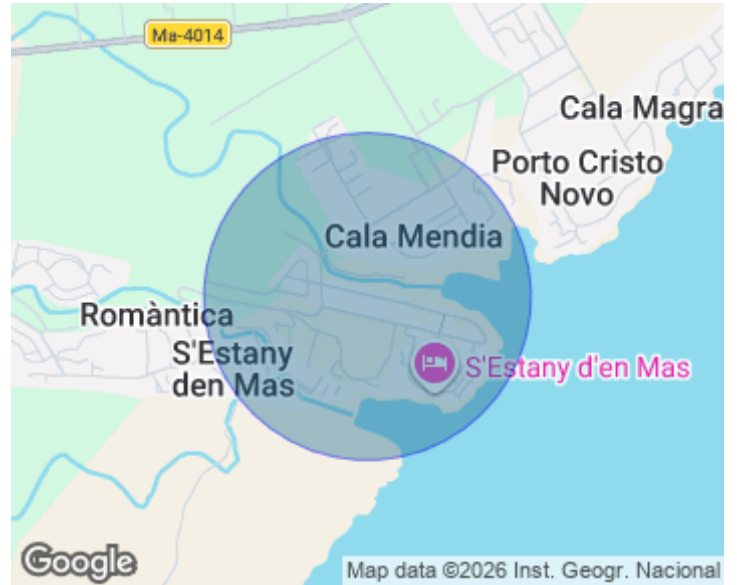 Ma-4014
Cala Magra
Porto Cristo
Novo
Cala Mendia
Romàntica
S'Estany
den Mas
S'Estany d'en Mas
Google
Map data ©2026 Inst. Geogr. Nacional